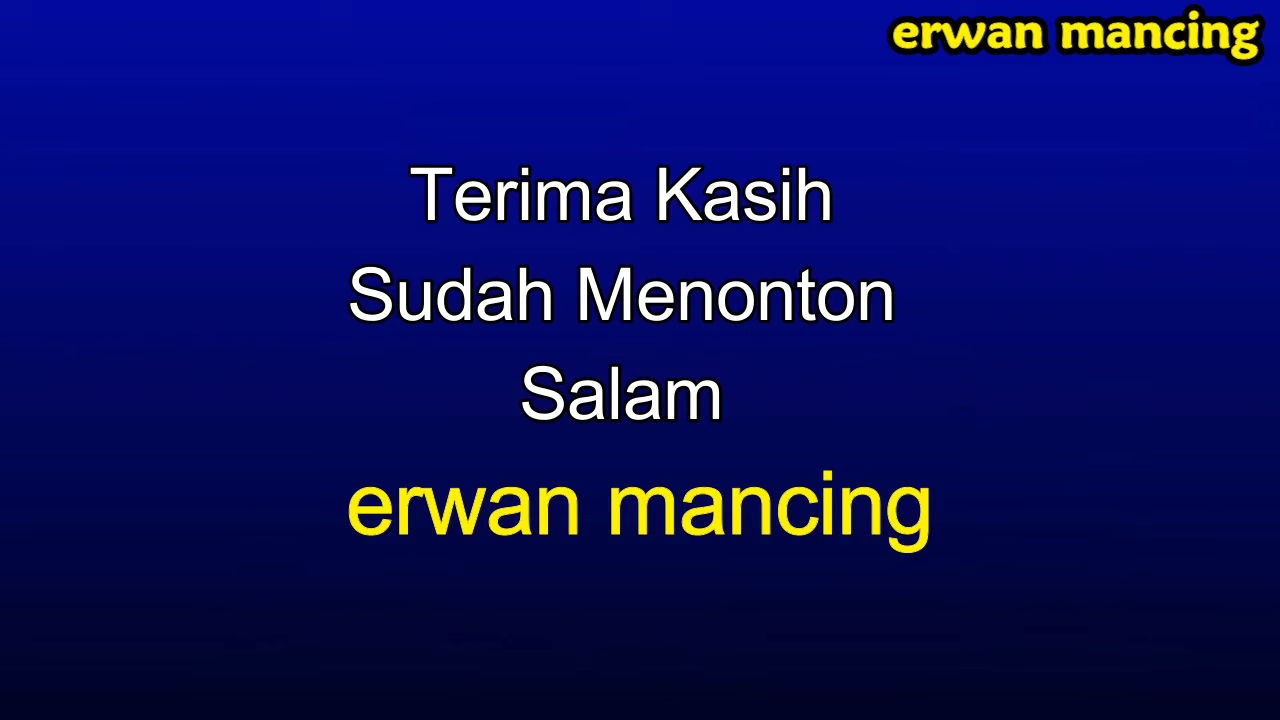 erwan mancing
Terima Kasih
Sudah Menonton
Salam
erwan mancing